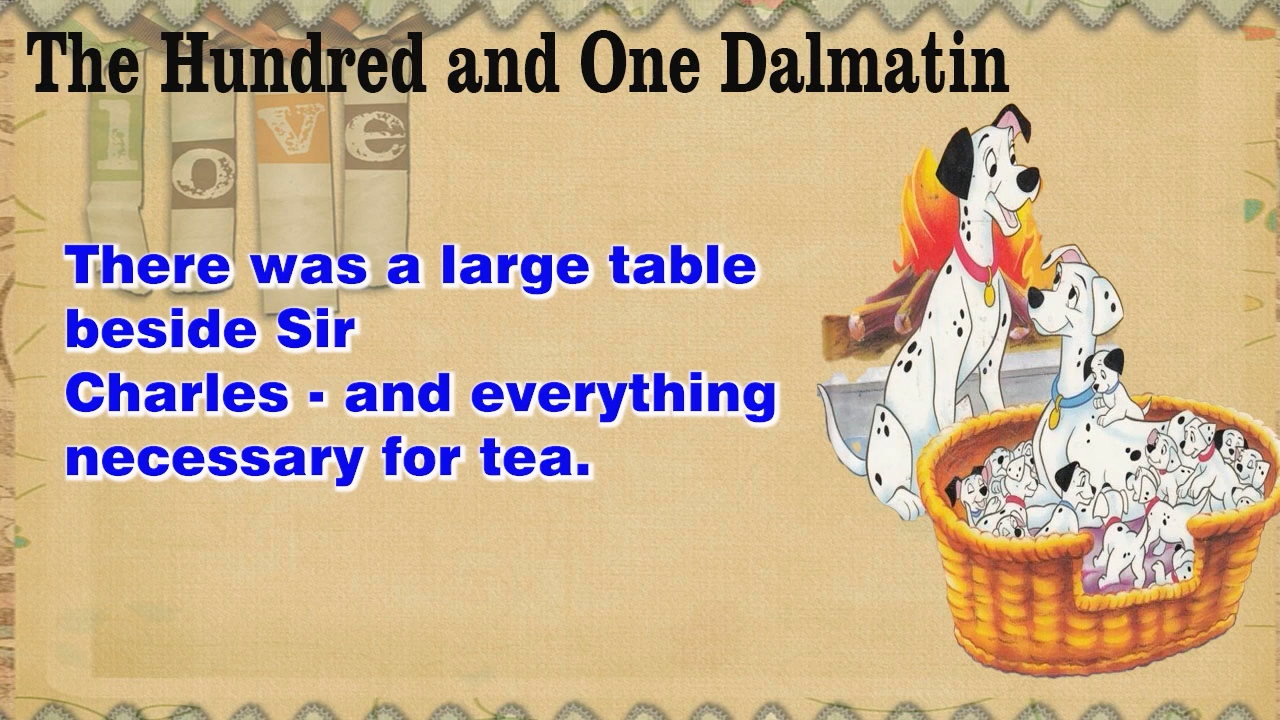 The Hundred and One Dalmatin
love
There was a large table
beside Sir
Charles - and everything
necessary for tea.